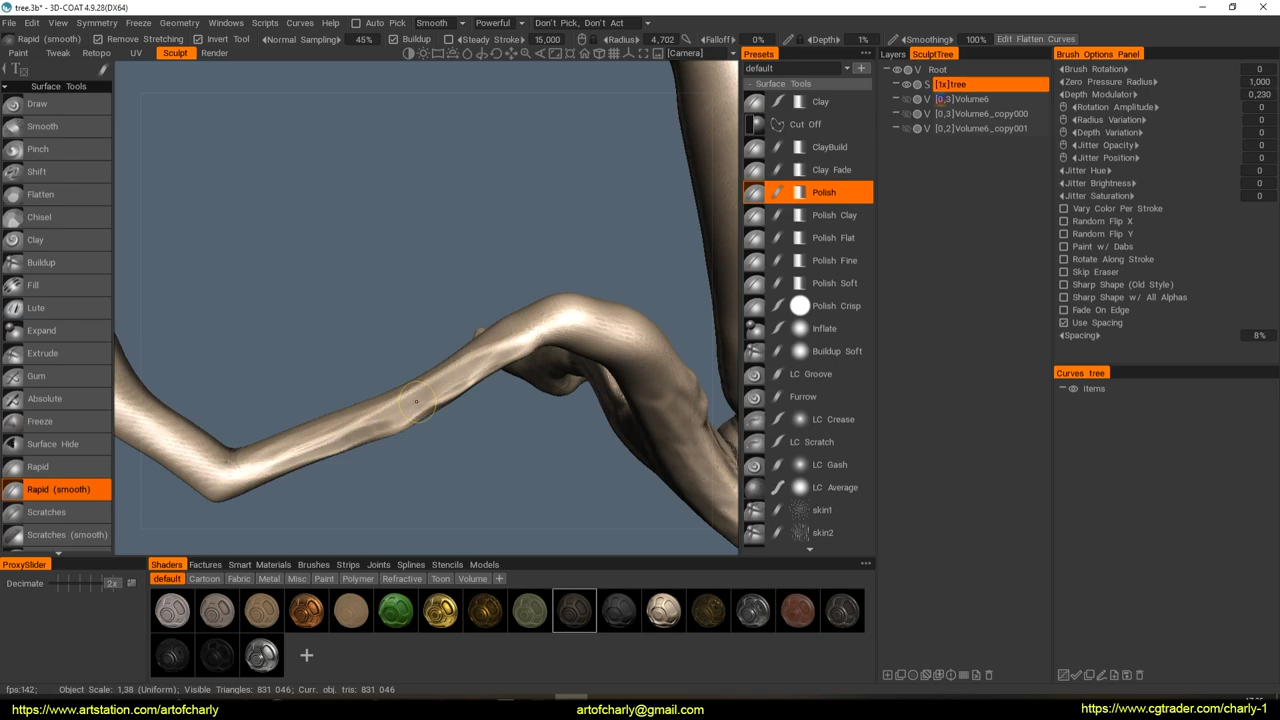 tree.3b* - 3D-COAT 4.9.28(DX64)
File Edit View Symmetry Freeze Geometry Windows Scripts Curves Help Auto Pick Smooth Powerful Don't Pick, Don't Act
Rapid (smooth) Remove Stretching Invert Tool Normal Sampling 45% Buildup Steady Stroke 15,000 Radius 4,702 Falloff 0% Depth 1% Smoothing 100% Edit Flatten Curves
Paint Tweak Retopo UV Sculpt Render [Camera]
Surface Tools
Draw
Smooth
Pinch
Shift
Flatten
Chisel
Clay
Buildup
Fill
Lute
Expand
Extrude
Gum
Absolute
Freeze
Surface Hide
Rapid
Rapid (smooth)
Scratches
Scratches (smooth)
ProxySlider
Decimate 2x
Presets
default
Surface Tools
Clay
Cut Off
ClayBuild
Clay Fade
Polish
Polish Clay
Polish Flat
Polish Fine
Polish Soft
Polish Crisp
Inflate
Buildup Soft
LC Groove
Furrow
LC Crease
LC Scratch
LC Gash
LC Average
skin1
skin2
Layers SculptTree
V Root
S [1x]tree
V [0,3]Volume6
V [0,3]Volume6_copy000
V [0,2]Volume6_copy001
Brush Options Panel
Brush Rotation 0
Zero Pressure Radius 1,000
Depth Modulator 0,230
Rotation Amplitude 0
Radius Variation 0
Depth Variation 0
Jitter Opacity 0
Jitter Position 0
Jitter Hue 0
Jitter Brightness 0
Jitter Saturation 0
Vary Color Per Stroke
Random Flip X
Random Flip Y
Paint w/ Dabs
Rotate Along Stroke
Skip Eraser
Sharp Shape (Old Style)
Sharp Shape w/ All Alphas
Fade On Edge
Use Spacing
Spacing 8%
Curves tree
Items
Shaders Factures Smart Materials Brushes Strips Joints Splines Stencils Models
default Cartoon Fabric Metal Misc Paint Polymer Refractive Toon Volume
fps:142; Object Scale: 1,38 (Uniform); Visible Triangles: 831 046; Curr. obj. tris: 831 046
https://www.artstation.com/artofcharly artofcharly@gmail.com https://www.cgtrader.com/charly-1